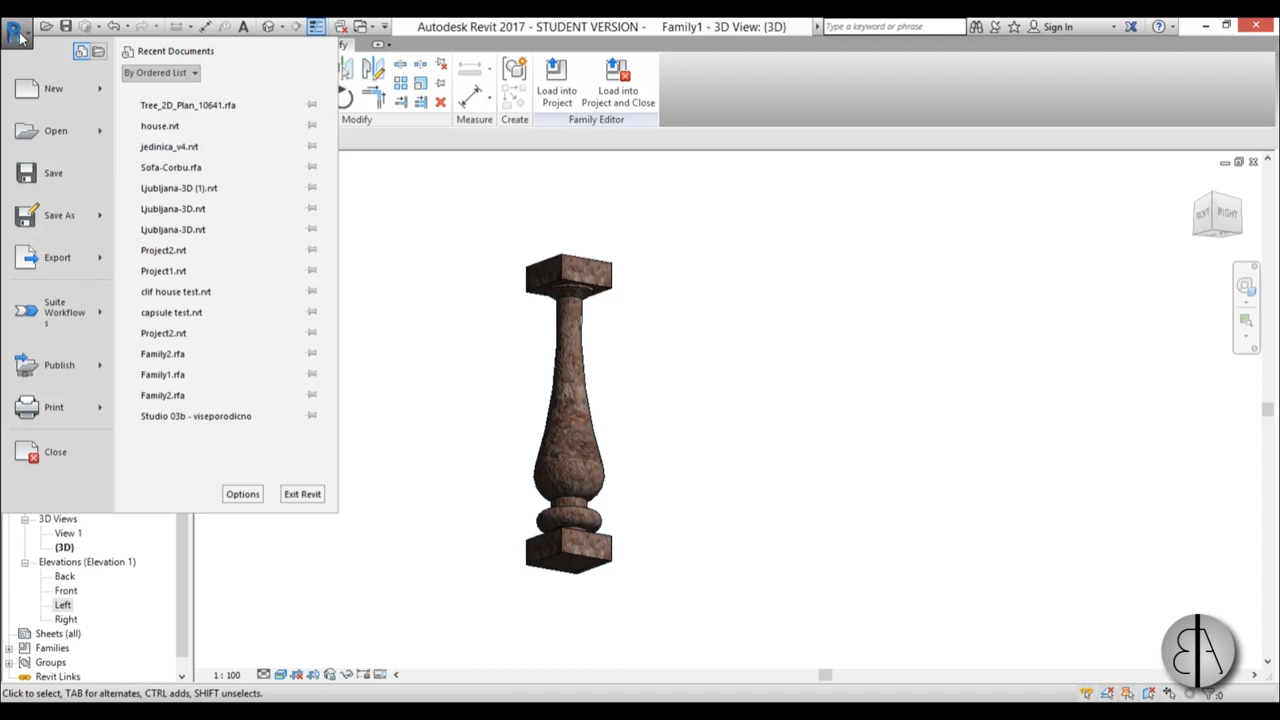 Autodesk Revit 2017 - STUDENT VERSION - Family1 - 3D View: {3D}
Type a keyword or phrase
Sign In
Recent Documents
By Ordered List
New
Open
Save
Save As
Export
Suite
Workflow
s
Publish
Print
Close
Tree_2D_Plan_10641.rfa
house.rvt
jedinica_v4.rvt
Sofa-Corbu.rfa
Ljubljana-3D (1).rvt
Ljubljana-3D.rvt
Ljubljana-3D.rvt
Project2.rvt
Project1.rvt
clif house test.rvt
capsule test.rvt
Project2.rvt
Family2.rfa
Family1.rfa
Family2.rfa
Studio 03b - viseporodicno
Options
Exit Revit
Modify
Measure
Create
Load into
Project
Load into
Project and Close
Family Editor
FRONT
RIGHT
3D Views
View 1
{3D}
Elevations (Elevation 1)
Back
Front
Left
Right
Sheets (all)
Families
Groups
Revit Links
1 : 100
Click to select, TAB for alternates, CTRL adds, SHIFT unselects.
:0